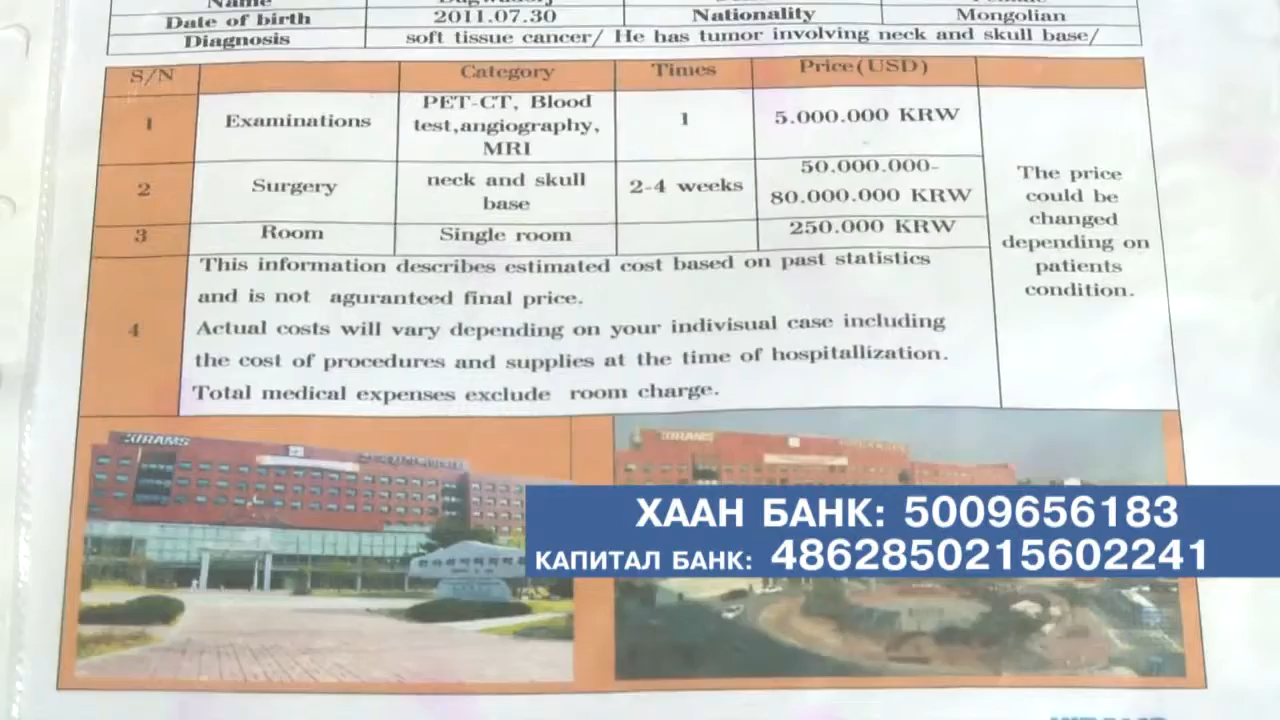 Name
Date of birth
2011.07.30
Nationality
Mongolian
Diagnosis
soft tissue cancer/ He has tumor involving neck and skull base/
S/N
Category
Times
Price(USD)
1
Examinations
PET-CT, Blood
test,angiography,
MRI
1
5.000.000 KRW
2
Surgery
neck and skull
base
2-4 weeks
50.000.000-
80.000.000 KRW
3
Room
Single room
250.000 KRW
The price
could be
changed
depending on
patients
condition.
4
This information describes estimated cost based on past statistics
and is not aguranteed final price.
Actual costs will vary depending on your indivisual case including
the cost of procedures and supplies at the time of hospitallization.
Total medical expenses exclude room charge.
KIRAMS
KIRAMS
ХААН БАНК: 5009656183
КАПИТАЛ БАНК: 4862850215602241